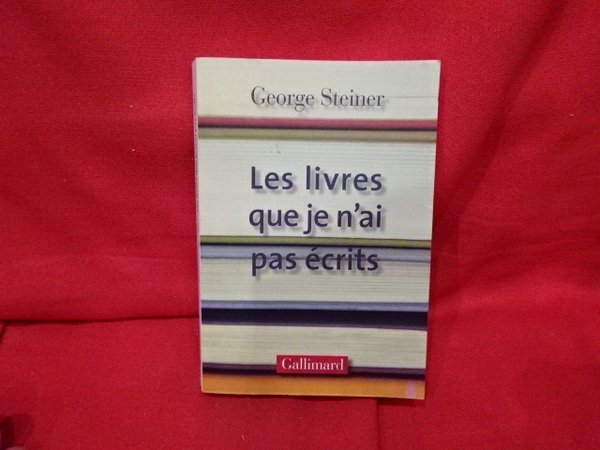 George Steiner
Les livres
que je n'ai
pas écrits
Gallimard